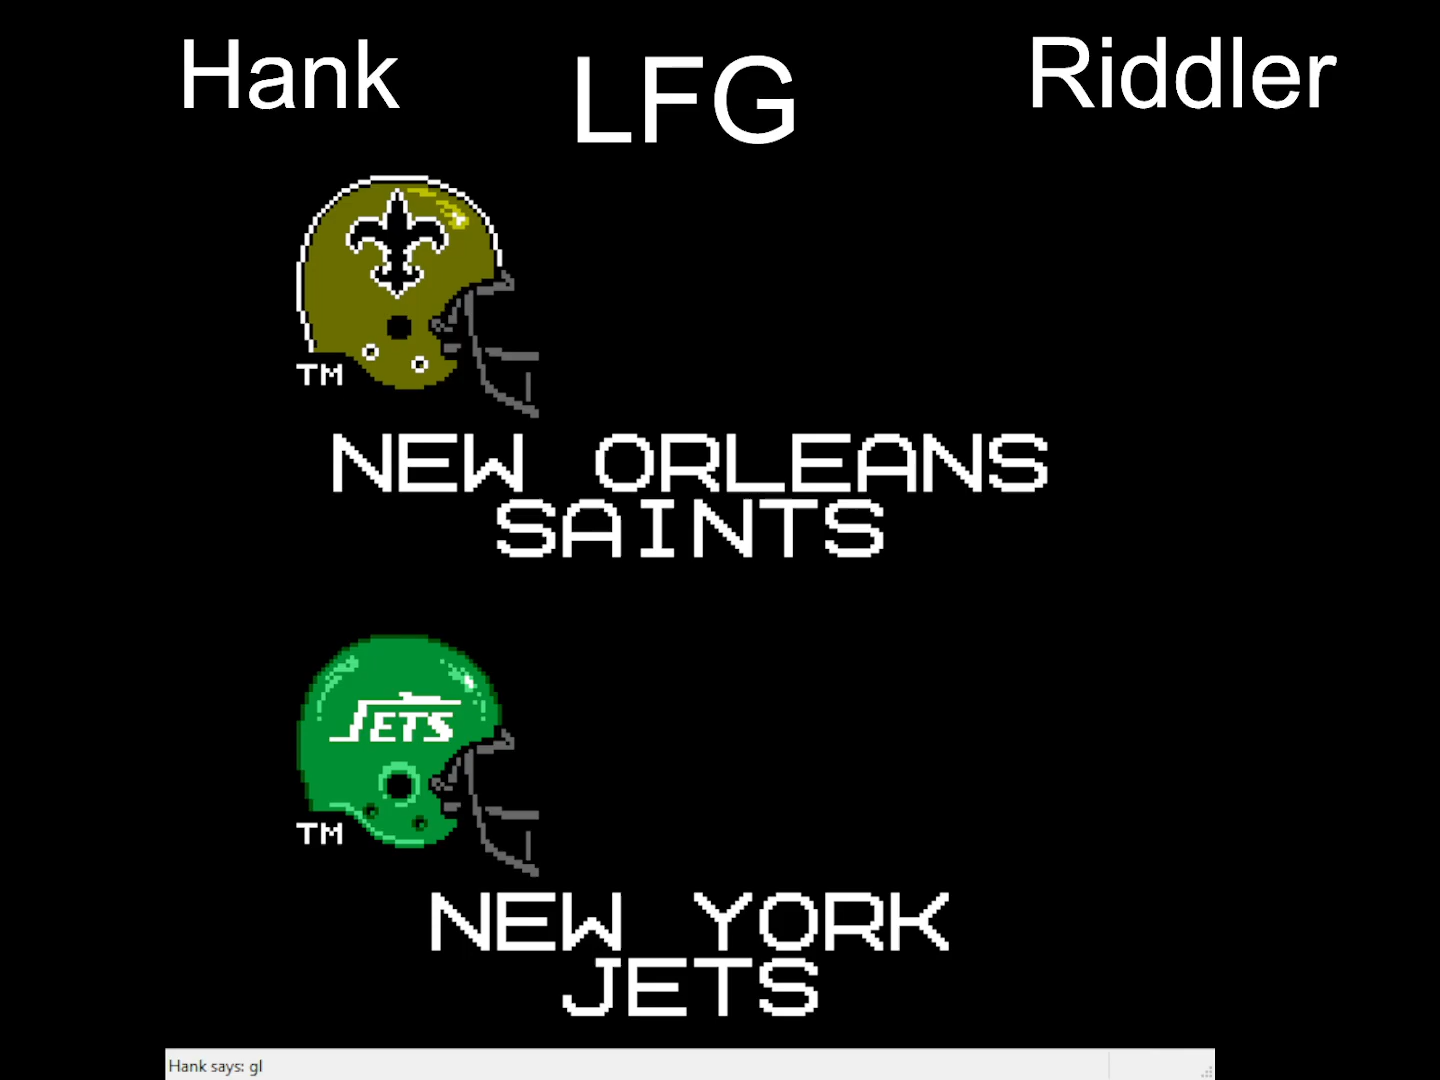 Hank LFG Riddler
TM
NEW ORLEANS
SAINTS
JETS
TM
NEW YORK
JETS
Hank says: gl